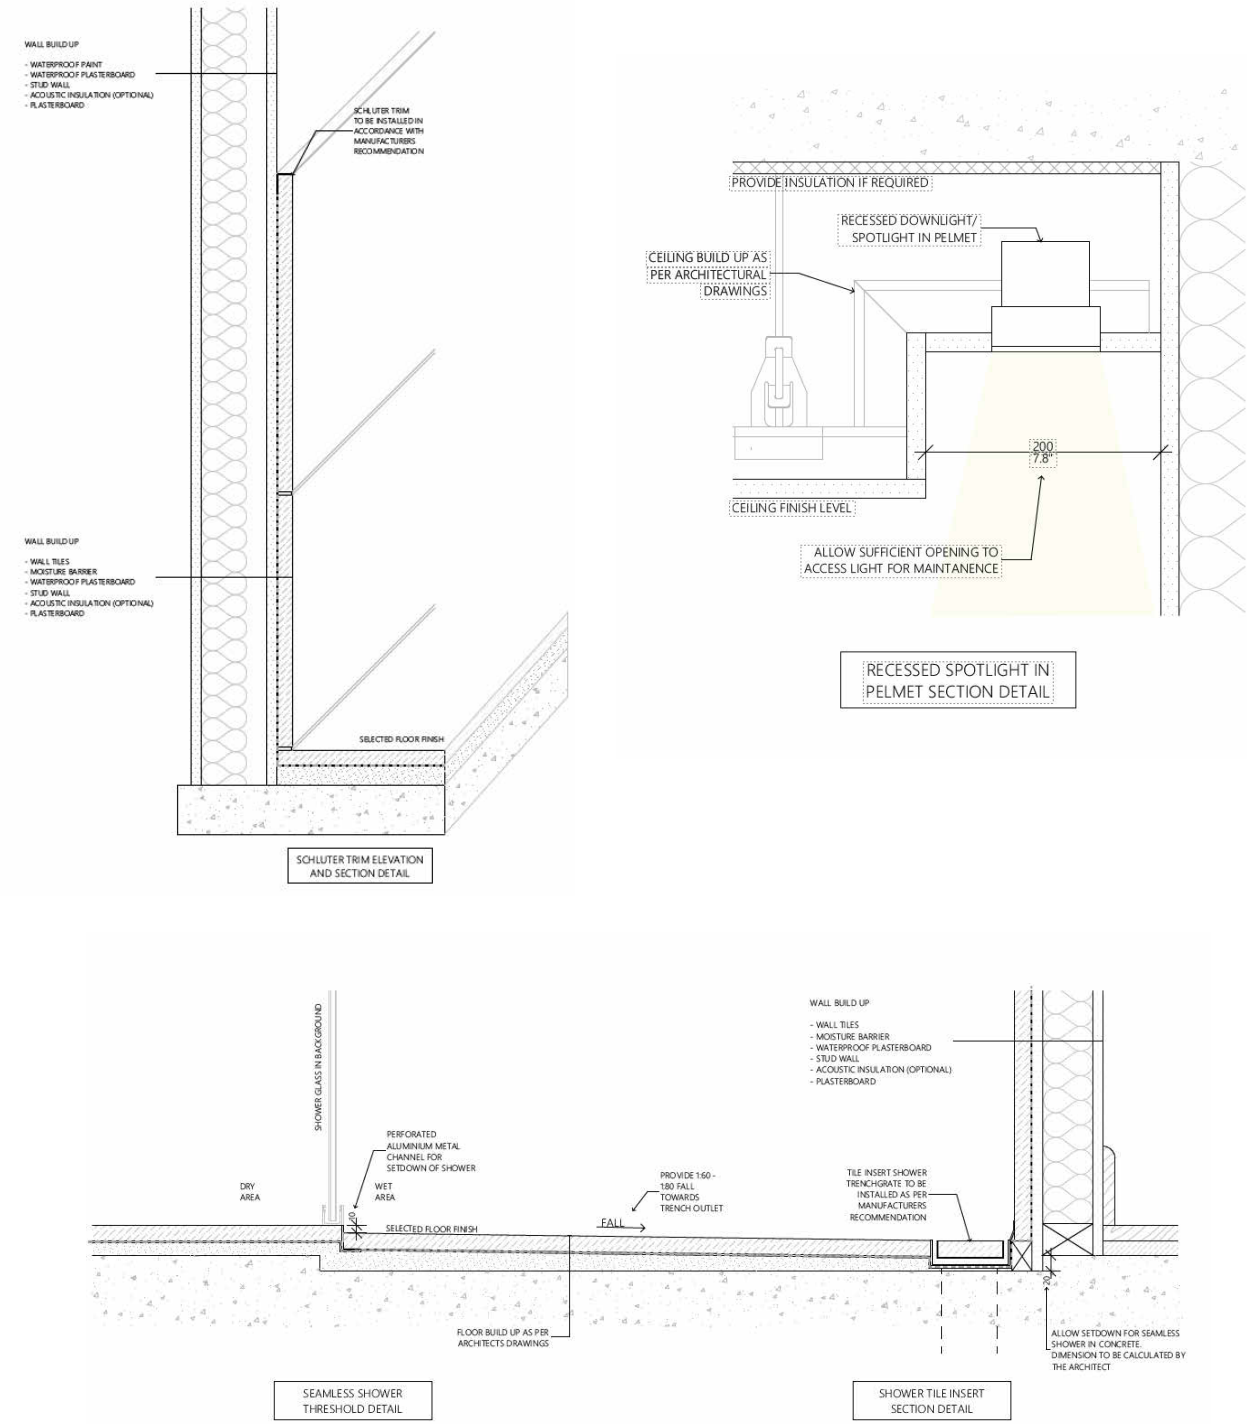 WALL BUILD UP
- WATERPROOF PAINT
- WATERPROOF PLASTERBOARD
- STUD WALL
- ACOUSTIC INSULATION (OPTIONAL)
- PLASTERBOARD
SCHLUTER TRIM
TO BE INSTALLED IN
ACCORDANCE WITH
MANUFACTURERS
RECOMMENDATION
WALL BUILD UP
- WALL TILES
- MOISTURE BARRIER
- WATERPROOF PLASTERBOARD
- STUD WALL
- ACOUSTIC INSULATION (OPTIONAL)
- PLASTERBOARD
SELECTED FLOOR FINISH
SCHLUTER TRIM ELEVATION
AND SECTION DETAIL
PROVIDE INSULATION IF REQUIRED
RECESSED DOWNLIGHT/
SPOTLIGHT IN PELMET
CEILING BUILD UP AS
PER ARCHITECTURAL
DRAWINGS
200
7.8"
CEILING FINISH LEVEL
ALLOW SUFFICIENT OPENING TO
ACCESS LIGHT FOR MAINTANENCE
RECESSED SPOTLIGHT IN
PELMET SECTION DETAIL
SHOWER GLASS IN BACKGROUND
DRY
AREA
PERFORATED
ALUMINIUM METAL
CHANNEL FOR
SETDOWN OF SHOWER
WET
AREA
20
SELECTED FLOOR FINISH
PROVIDE 1:60 -
1:80 FALL
TOWARDS
TRENCH OUTLET
FALL
FLOOR BUILD UP AS PER
ARCHITECTS DRAWINGS
SEAMLESS SHOWER
THRESHOLD DETAIL
WALL BUILD UP
- WALL TILES
- MOISTURE BARRIER
- WATERPROOF PLASTERBOARD
- STUD WALL
- ACOUSTIC INSULATION (OPTIONAL)
- PLASTERBOARD
TILE INSERT SHOWER
TRENCHGRATE TO BE
INSTALLED AS PER
MANUFACTURERS
RECOMMENDATION
20
ALLOW SETDOWN FOR SEAMLESS
SHOWER IN CONCRETE.
DIMENSION TO BE CALCULATED BY
THE ARCHITECT
SHOWER TILE INSERT
SECTION DETAIL